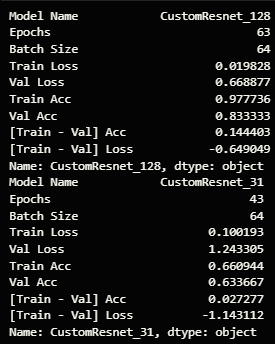 Model Name CustomResnet_128
Epochs 63
Batch Size 64
Train Loss 0.019828
Val Loss 0.668877
Train Acc 0.977736
Val Acc 0.833333
[Train - Val] Acc 0.144403
[Train - Val] Loss -0.649049
Name: CustomResnet_128, dtype: object
Model Name CustomResnet_31
Epochs 43
Batch Size 64
Train Loss 0.100193
Val Loss 1.243305
Train Acc 0.660944
Val Acc 0.633667
[Train - Val] Acc 0.027277
[Train - Val] Loss -1.143112
Name: CustomResnet_31, dtype: object